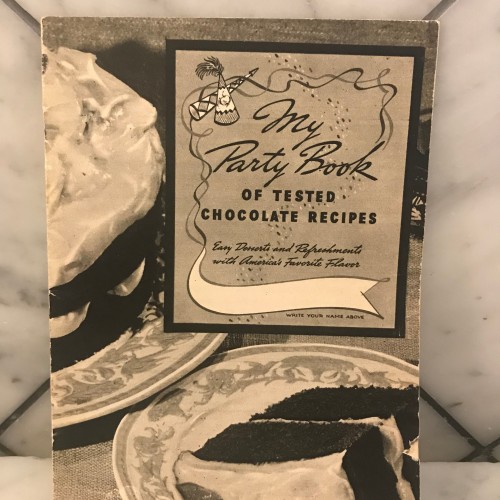 My
Party Book
OF TESTED
CHOCOLATE RECIPES
Easy Desserts and Refreshments
with America's Favorite Flavor
WRITE YOUR NAME ABOVE